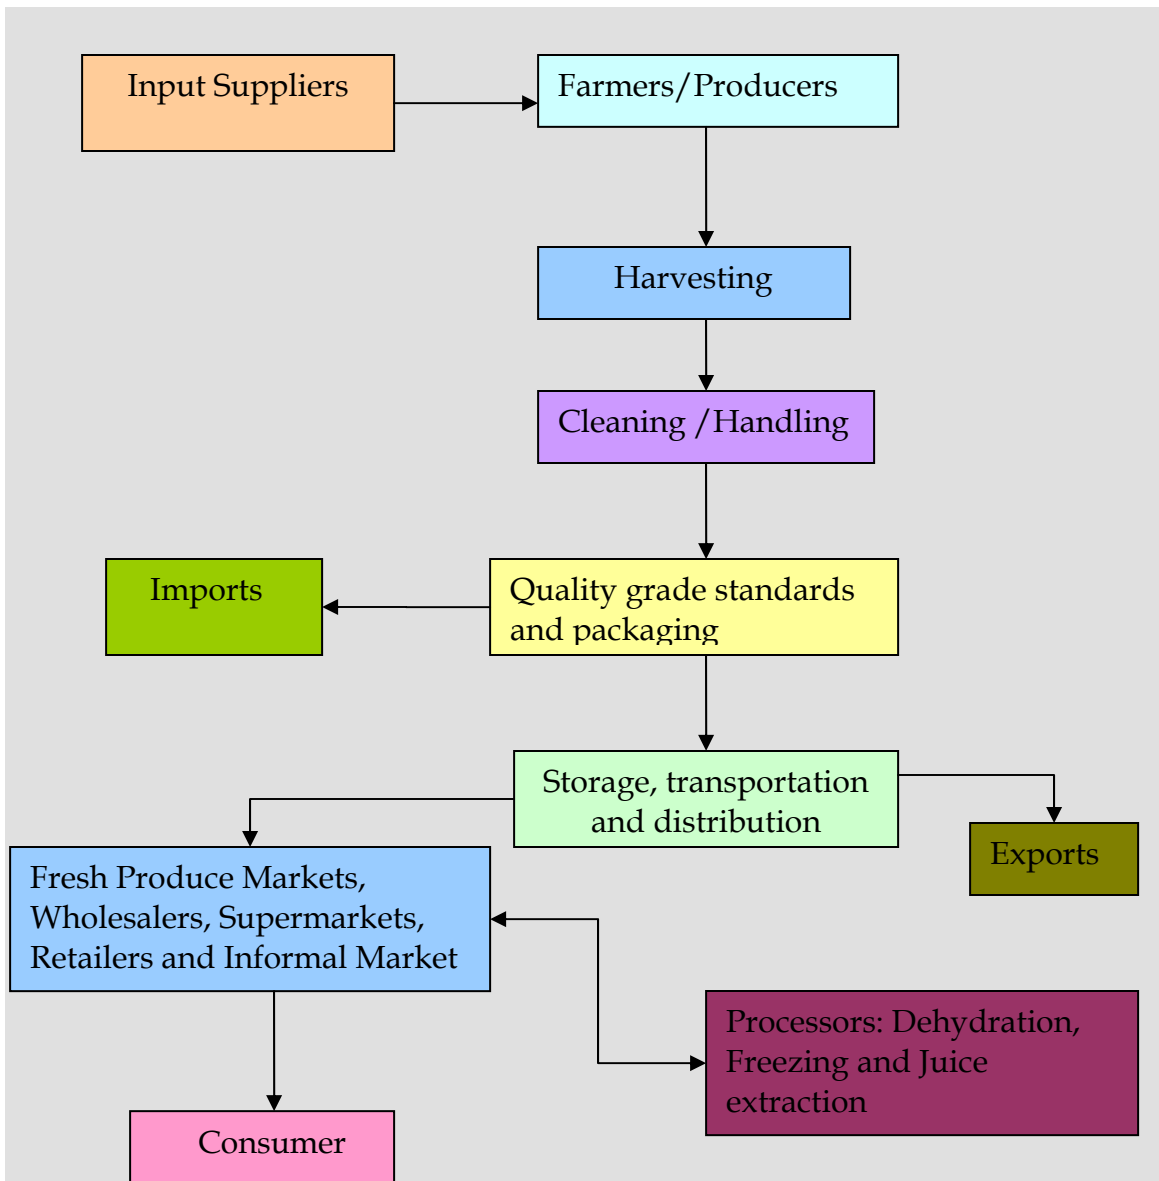 Input Suppliers
Farmers/Producers
Harvesting
Cleaning /Handling
Imports
Quality grade standards
and packaging
Storage, transportation
and distribution
Exports
Fresh Produce Markets,
Wholesalers, Supermarkets,
Retailers and Informal Market
Processors: Dehydration,
Freezing and Juice
extraction
Consumer